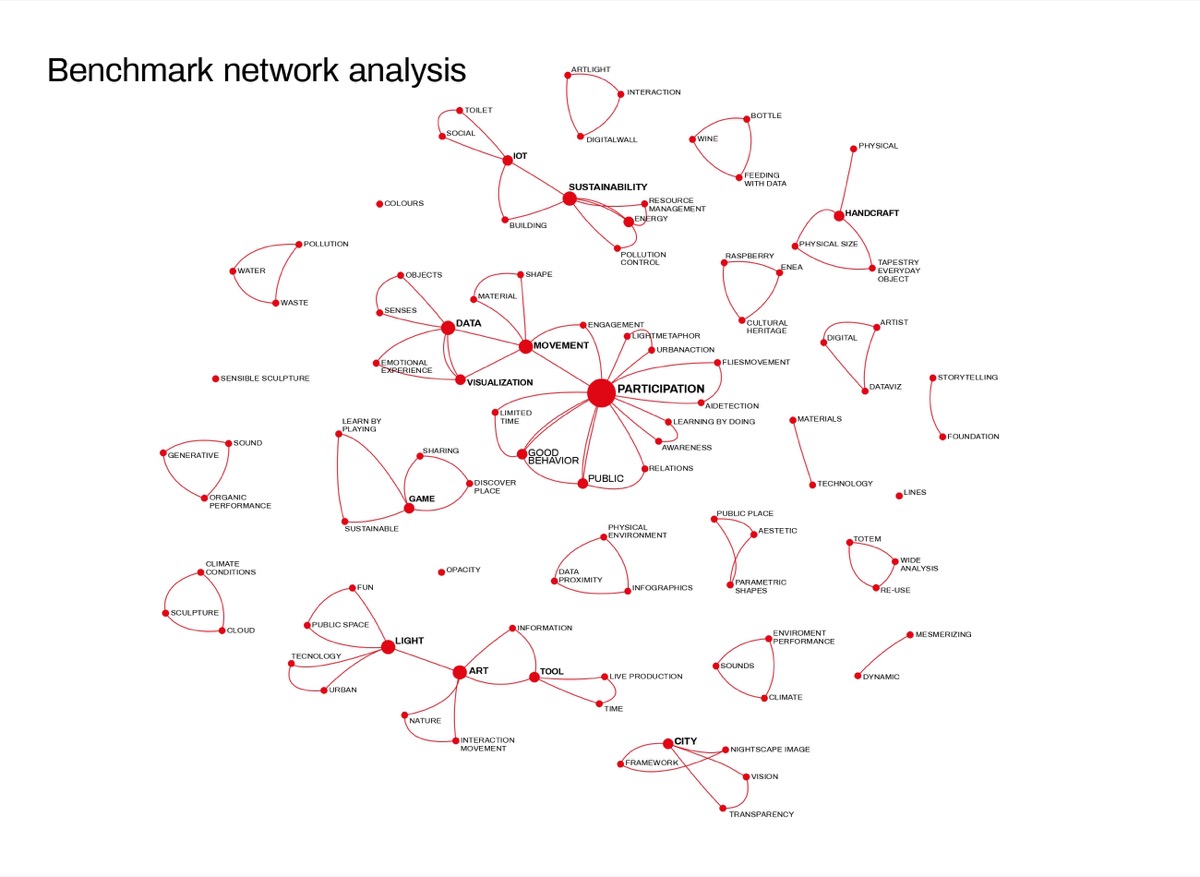 Benchmark network analysis
ARTLIGHT
INTERACTION
DIGITALWALL
TOILET
SOCIAL
IOT
BOTTLE
WINE
FEEDING
WITH DATA
PHYSICAL
SUSTAINABILITY
RESOURCE
MANAGEMENT
ENERGY
BUILDING
POLLUTION
CONTROL
COLOURS
HANDCRAFT
PHYSICAL SIZE
TAPESTRY
EVERYDAY
OBJECT
POLLUTION
WATER
WASTE
RASPBERRY
ENEA
CULTURAL
HERITAGE
OBJECTS
SENSES
DATA
SHAPE
MATERIAL
MOVEMENT
EMOTIONAL
EXPERIENCE
VISUALIZATION
ENGAGEMENT
LIGHTMETAPHOR
URBANACTION
FLIESMOVEMENT
PARTICIPATION
AIDETECTION
LEARNING BY DOING
AWARENESS
RELATIONS
LIMITED
TIME
GOOD
BEHAVIOR
PUBLIC
ARTIST
DIGITAL
DATAVIZ
SENSIBLE SCULPTURE
STORYTELLING
FOUNDATION
MATERIALS
TECHNOLOGY
LINES
LEARN BY
PLAYING
SHARING
DISCOVER
PLACE
GAME
SUSTAINABLE
SOUND
GENERATIVE
ORGANIC
PERFORMANCE
PHYSICAL
ENVIRONMENT
DATA
PROXIMITY
INFOGRAPHICS
PUBLIC PLACE
AESTETIC
PARAMETRIC
SHAPES
TOTEM
WIDE
ANALYSIS
RE-USE
CLIMATE
CONDITIONS
SCULPTURE
CLOUD
OPACITY
FUN
PUBLIC SPACE
LIGHT
TECNOLOGY
URBAN
INFORMATION
ART
TOOL
LIVE PRODUCTION
TIME
NATURE
INTERACTION
MOVEMENT
ENVIROMENT
PERFORMANCE
SOUNDS
CLIMATE
MESMERIZING
DYNAMIC
CITY
NIGHTSCAPE IMAGE
FRAMEWORK
VISION
TRANSPARENCY